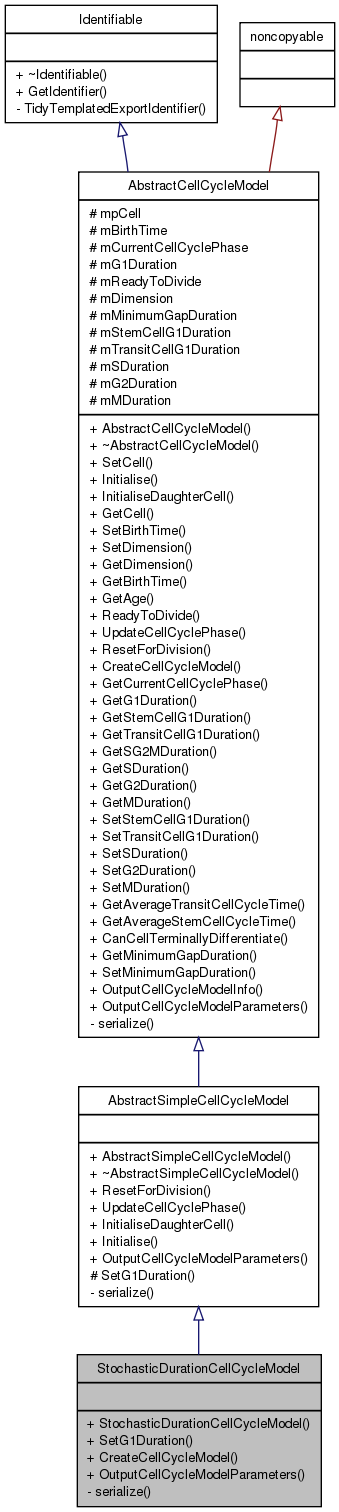 Identifiable
+ ~Identifiable()
+ GetIdentifier()
- TidyTemplatedExportIdentifier()
noncopyable
AbstractCellCycleModel
# mpCell
# mBirthTime
# mCurrentCellCyclePhase
# mG1Duration
# mReadyToDivide
# mDimension
# mMinimumGapDuration
# mStemCellG1Duration
# mTransitCellG1Duration
# mSDuration
# mG2Duration
# mMDuration
+ AbstractCellCycleModel()
+ ~AbstractCellCycleModel()
+ SetCell()
+ Initialise()
+ InitialiseDaughterCell()
+ GetCell()
+ SetBirthTime()
+ SetDimension()
+ GetDimension()
+ GetBirthTime()
+ GetAge()
+ ReadyToDivide()
+ UpdateCellCyclePhase()
+ ResetForDivision()
+ CreateCellCycleModel()
+ GetCurrentCellCyclePhase()
+ GetG1Duration()
+ GetStemCellG1Duration()
+ GetTransitCellG1Duration()
+ GetSG2MDuration()
+ GetSDuration()
+ GetG2Duration()
+ GetMDuration()
+ SetStemCellG1Duration()
+ SetTransitCellG1Duration()
+ SetSDuration()
+ SetG2Duration()
+ SetMDuration()
+ GetAverageTransitCellCycleTime()
+ GetAverageStemCellCycleTime()
+ CanCellTerminallyDifferentiate()
+ GetMinimumGapDuration()
+ SetMinimumGapDuration()
+ OutputCellCycleModelInfo()
+ OutputCellCycleModelParameters()
- serialize()
AbstractSimpleCellCycleModel
+ AbstractSimpleCellCycleModel()
+ ~AbstractSimpleCellCycleModel()
+ ResetForDivision()
+ UpdateCellCyclePhase()
+ InitialiseDaughterCell()
+ Initialise()
+ OutputCellCycleModelParameters()
# SetG1Duration()
- serialize()
StochasticDurationCellCycleModel
+ StochasticDurationCellCycleModel()
+ SetG1Duration()
+ CreateCellCycleModel()
+ OutputCellCycleModelParameters()
- serialize()